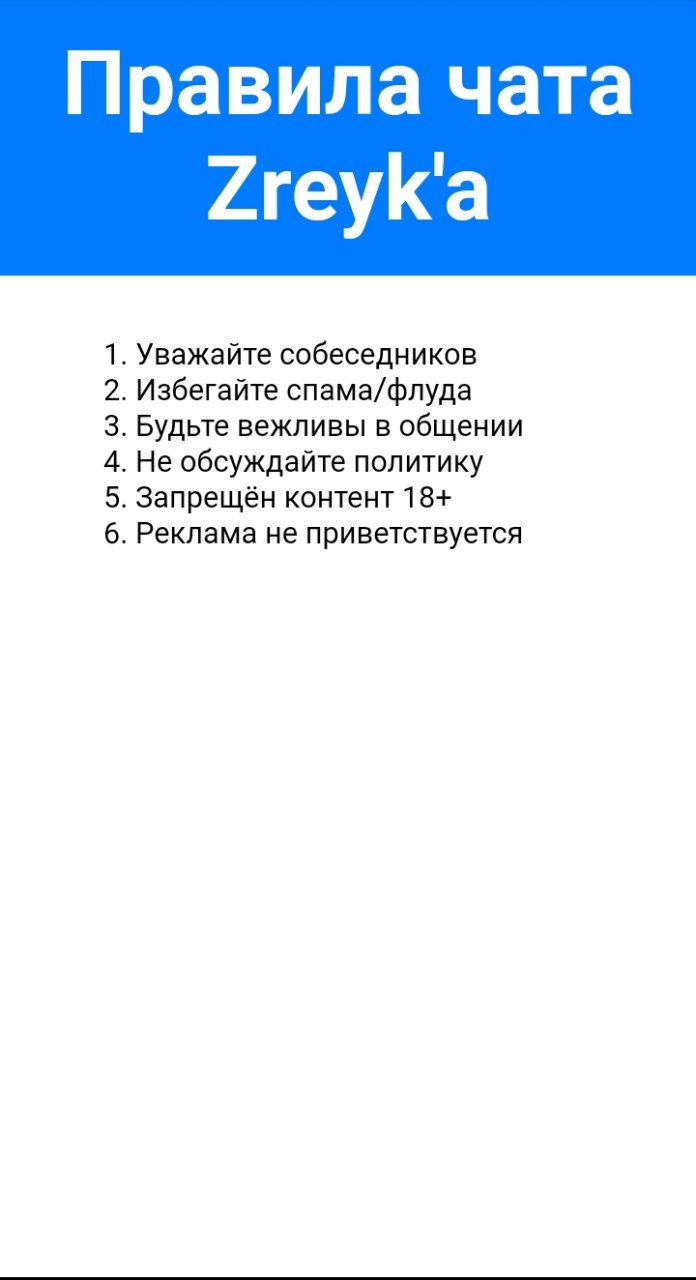 Правила чата
Zreyk'a
1. Уважайте собеседников
2. Избегайте спама/флуда
3. Будьте вежливы в общении
4. Не обсуждайте политику
5. Запрещён контент 18+
6. Реклама не приветствуется